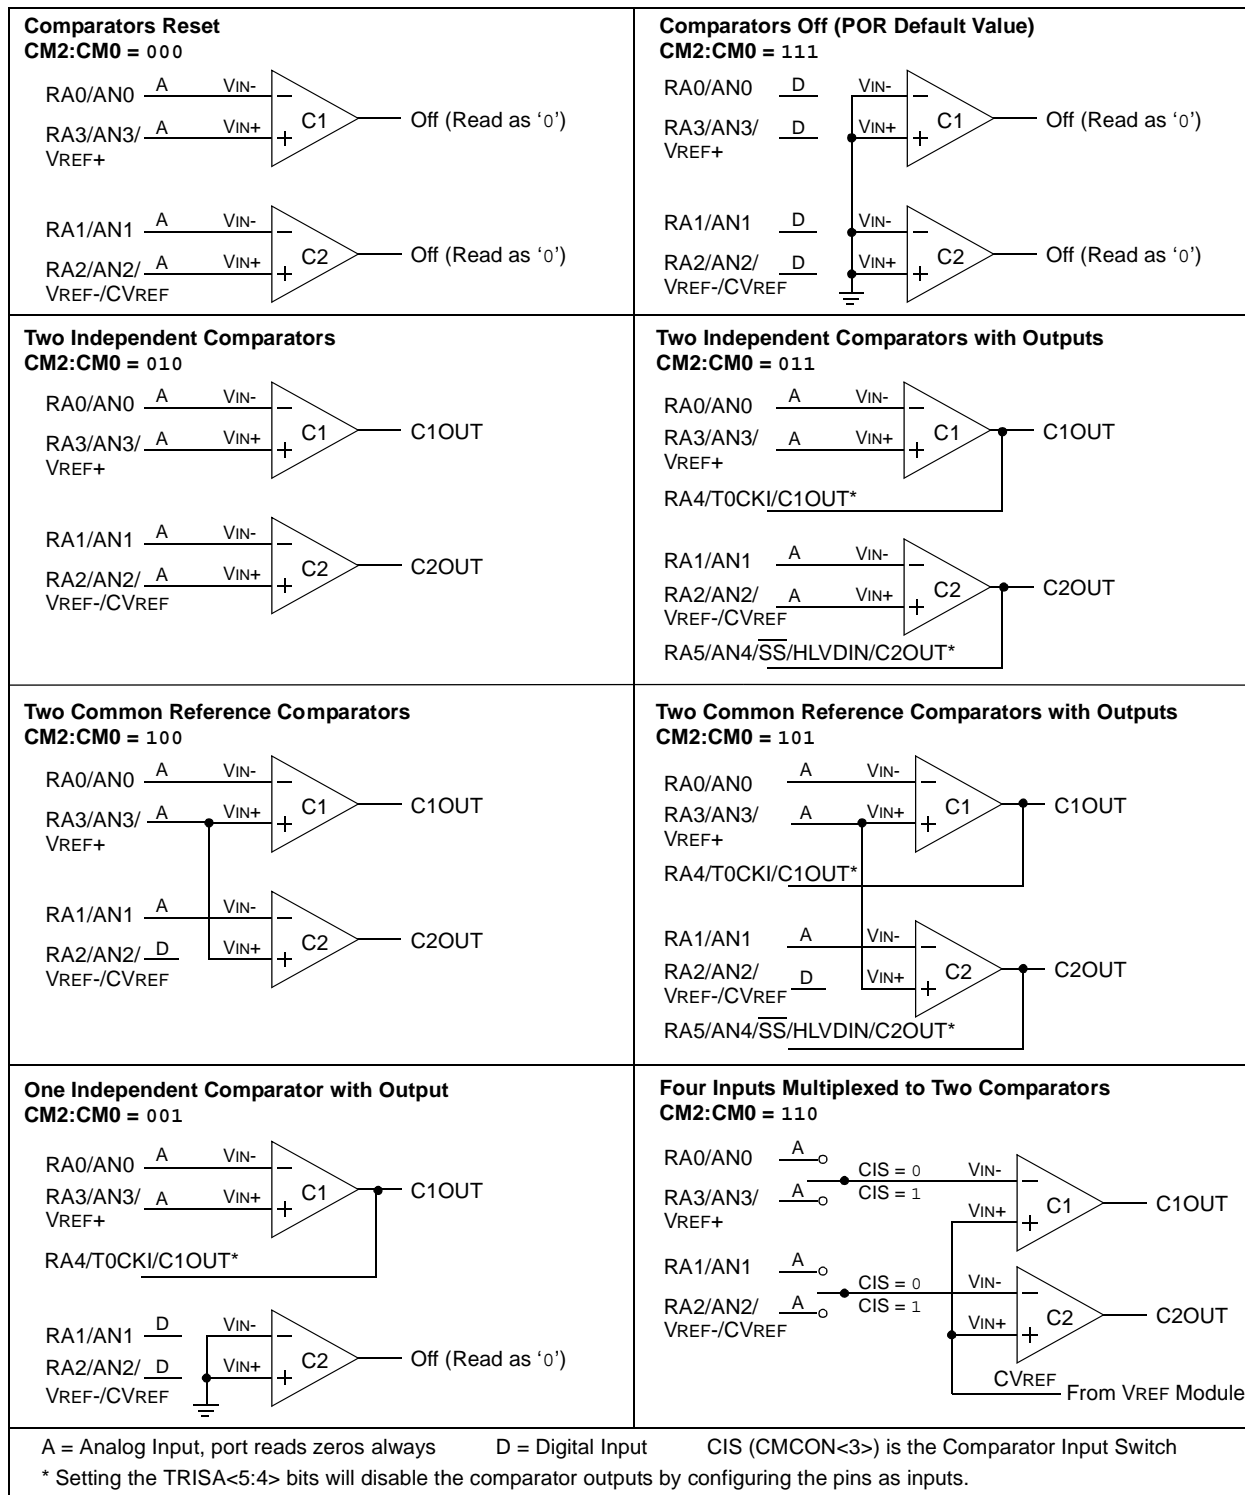 Comparators Reset
CM2:CM0 = 000
RA0/AN0 A VIN-
C1 Off (Read as ‘0’)
RA3/AN3/ A VIN+
VREF+
RA1/AN1 A VIN-
C2 Off (Read as ‘0’)
RA2/AN2/ A VIN+
VREF-/CVREF
Comparators Off (POR Default Value)
CM2:CM0 = 111
RA0/AN0 D VIN-
C1 Off (Read as ‘0’)
RA3/AN3/ D VIN+
VREF+
RA1/AN1 D VIN-
C2 Off (Read as ‘0’)
RA2/AN2/ D VIN+
VREF-/CVREF
Two Independent Comparators
CM2:CM0 = 010
RA0/AN0 A VIN-
C1 C1OUT
RA3/AN3/ A VIN+
VREF+
RA1/AN1 A VIN-
C2 C2OUT
RA2/AN2/ A VIN+
VREF-/CVREF
Two Independent Comparators with Outputs
CM2:CM0 = 011
RA0/AN0 A VIN-
C1 C1OUT
RA3/AN3/ A VIN+
VREF+
RA4/T0CKI/C1OUT*
RA1/AN1 A VIN-
C2 C2OUT
RA2/AN2/ A VIN+
VREF-/CVREF
RA5/AN4/SS/HLVDIN/C2OUT*
Two Common Reference Comparators
CM2:CM0 = 100
RA0/AN0 A VIN-
C1 C1OUT
RA3/AN3/ A VIN+
VREF+
RA1/AN1 A VIN-
C2 C2OUT
RA2/AN2/ D VIN+
VREF-/CVREF
Two Common Reference Comparators with Outputs
CM2:CM0 = 101
RA0/AN0 A VIN-
C1 C1OUT
RA3/AN3/ A VIN+
VREF+
RA4/T0CKI/C1OUT*
RA1/AN1 A VIN-
C2 C2OUT
RA2/AN2/ D VIN+
VREF-/CVREF
RA5/AN4/SS/HLVDIN/C2OUT*
One Independent Comparator with Output
CM2:CM0 = 001
RA0/AN0 A VIN-
C1 C1OUT
RA3/AN3/ A VIN+
VREF+
RA4/T0CKI/C1OUT*
RA1/AN1 D VIN-
C2 Off (Read as ‘0’)
RA2/AN2/ D VIN+
VREF-/CVREF
Four Inputs Multiplexed to Two Comparators
CM2:CM0 = 110
RA0/AN0 A CIS = 0 VIN-
RA3/AN3/ A CIS = 1 VIN+ C1 C1OUT
VREF+
RA1/AN1 A CIS = 0 VIN-
RA2/AN2/ A CIS = 1 VIN+ C2 C2OUT
VREF-/CVREF
CVREF
From VREF Module
A = Analog Input, port reads zeros always D = Digital Input CIS (CMCON<3>) is the Comparator Input Switch
* Setting the TRISA<5:4> bits will disable the comparator outputs by configuring the pins as inputs.